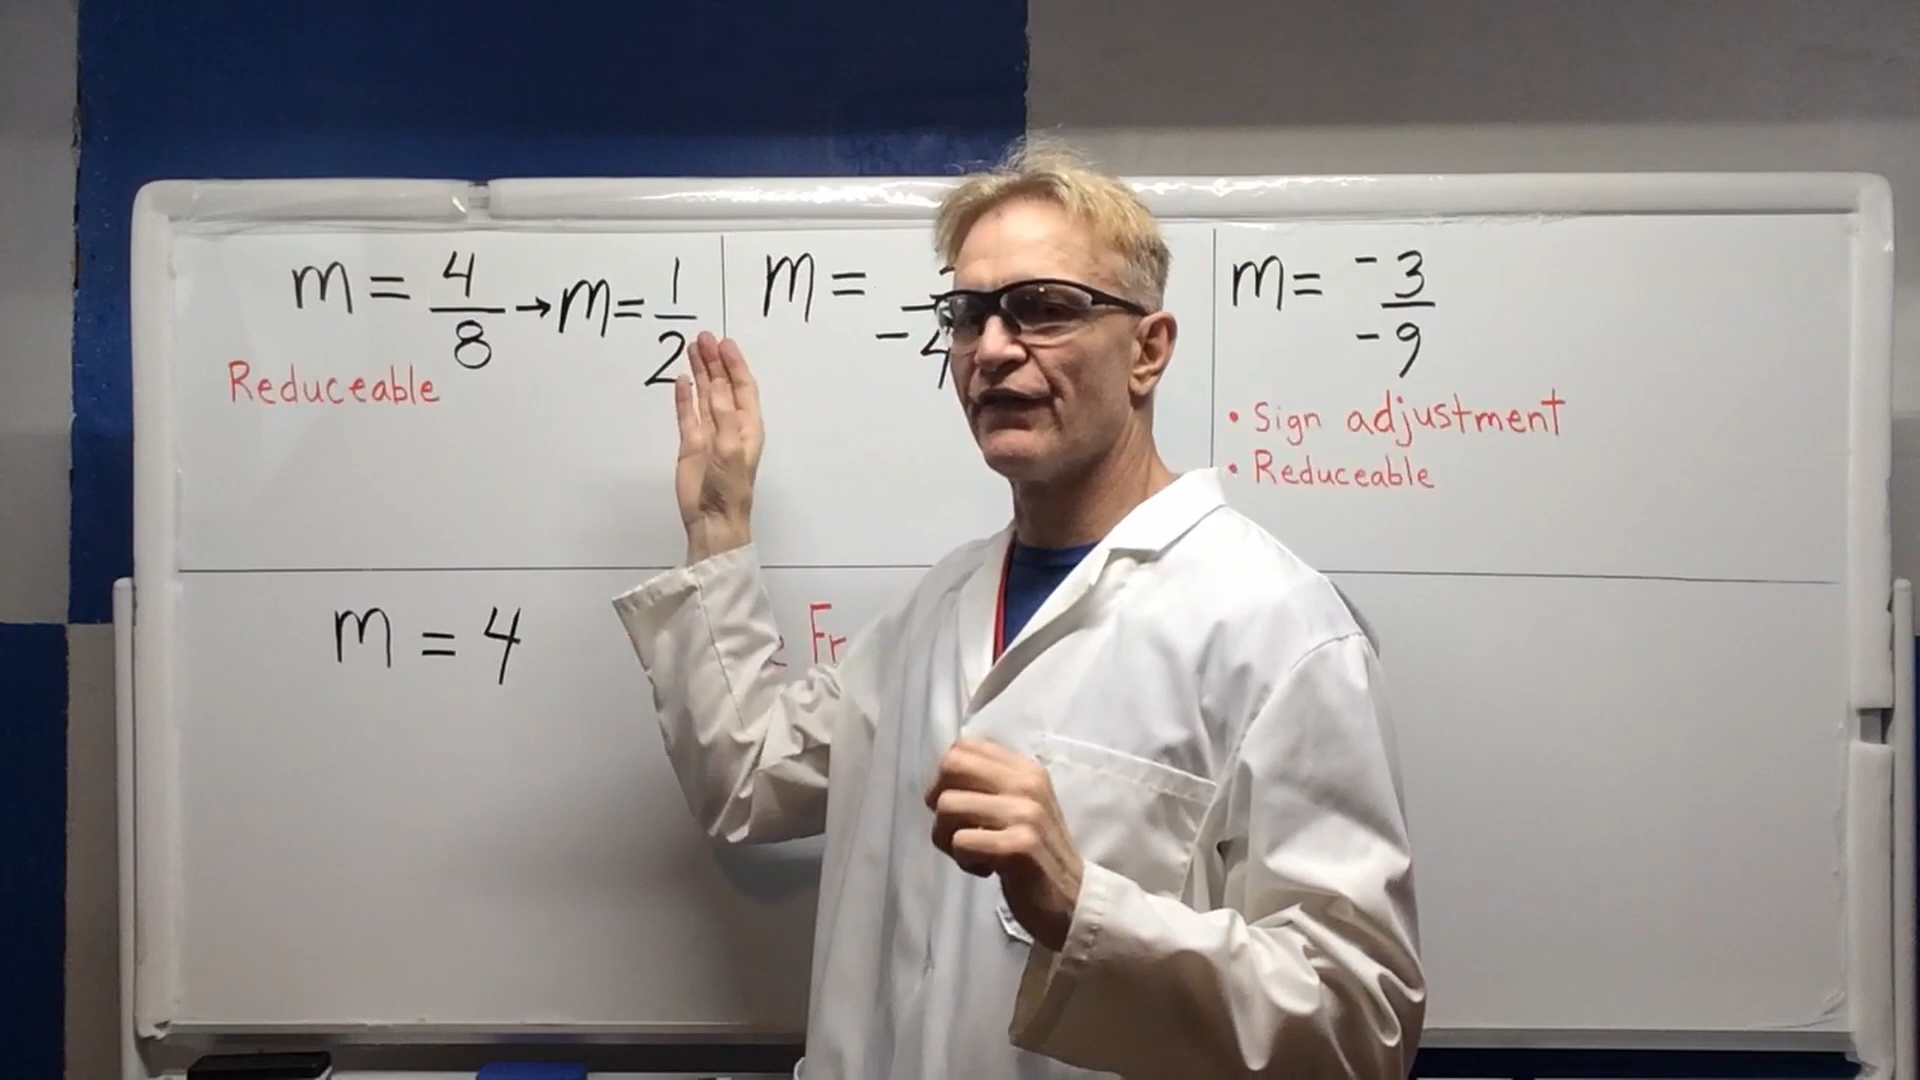 m = 4/8 → m = 1/2
Reduceable
m =
m = -3/-9
• Sign adjustment
• Reduceable
m = 4